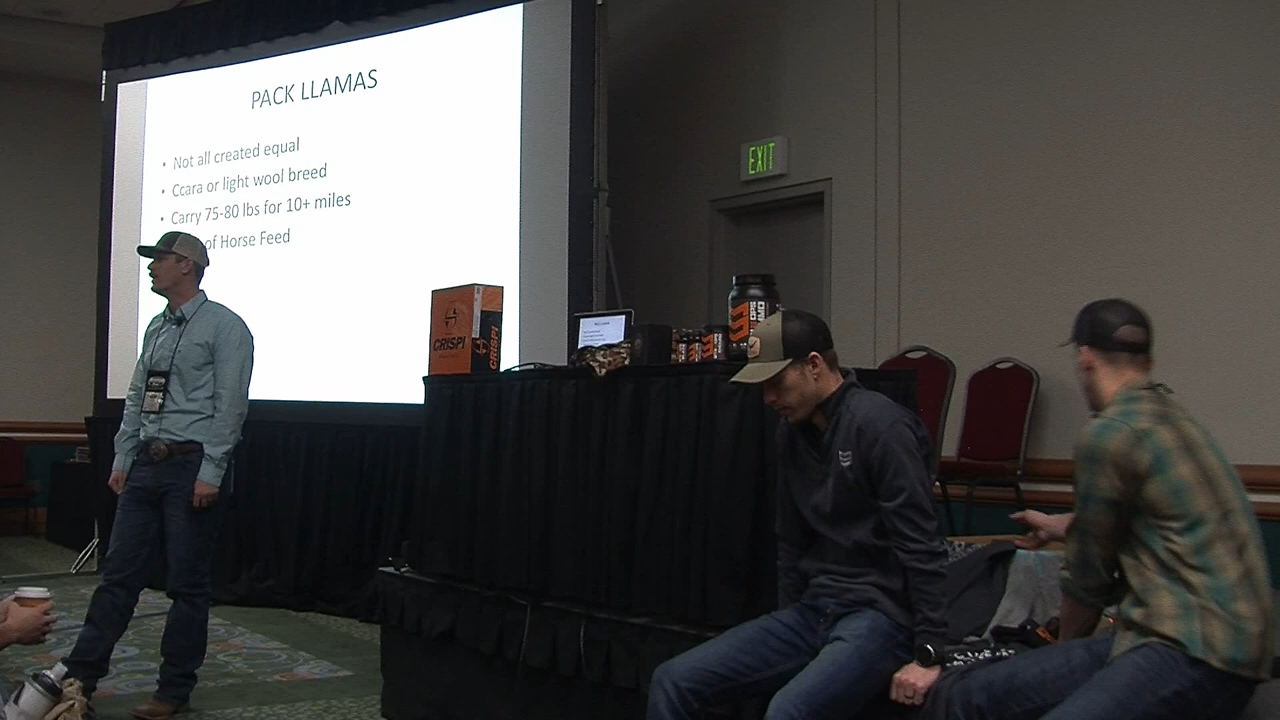 PACK LLAMAS
• Not all created equal
• Ccara or light wool breed
• Carry 75-80 lbs for 10+ miles
of Horse Feed
EXIT
CRISPI
CRISPI